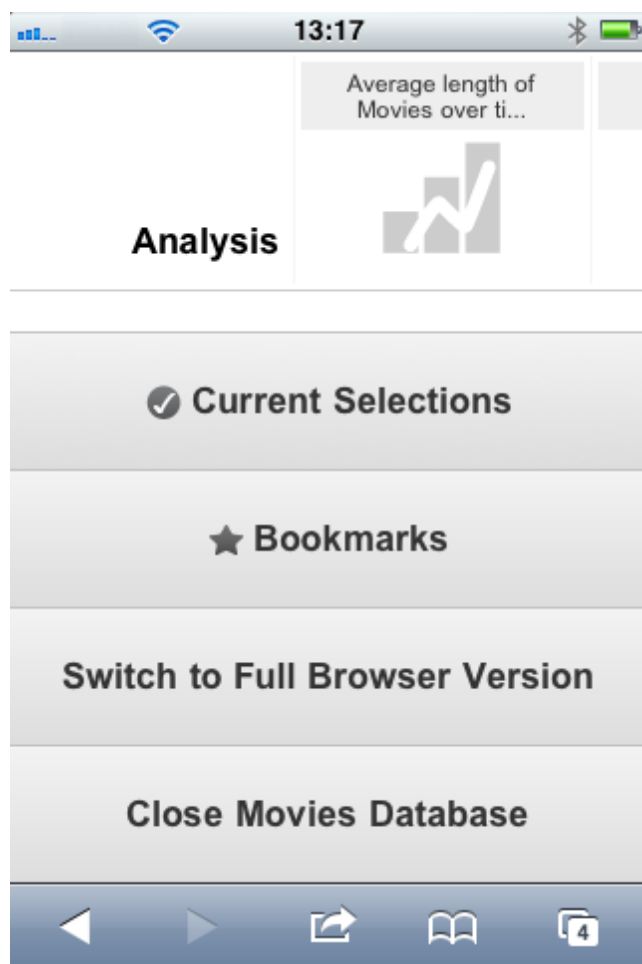 13:17
Average length of
Movies over ti...
Analysis
Current Selections
Bookmarks
Switch to Full Browser Version
Close Movies Database
4